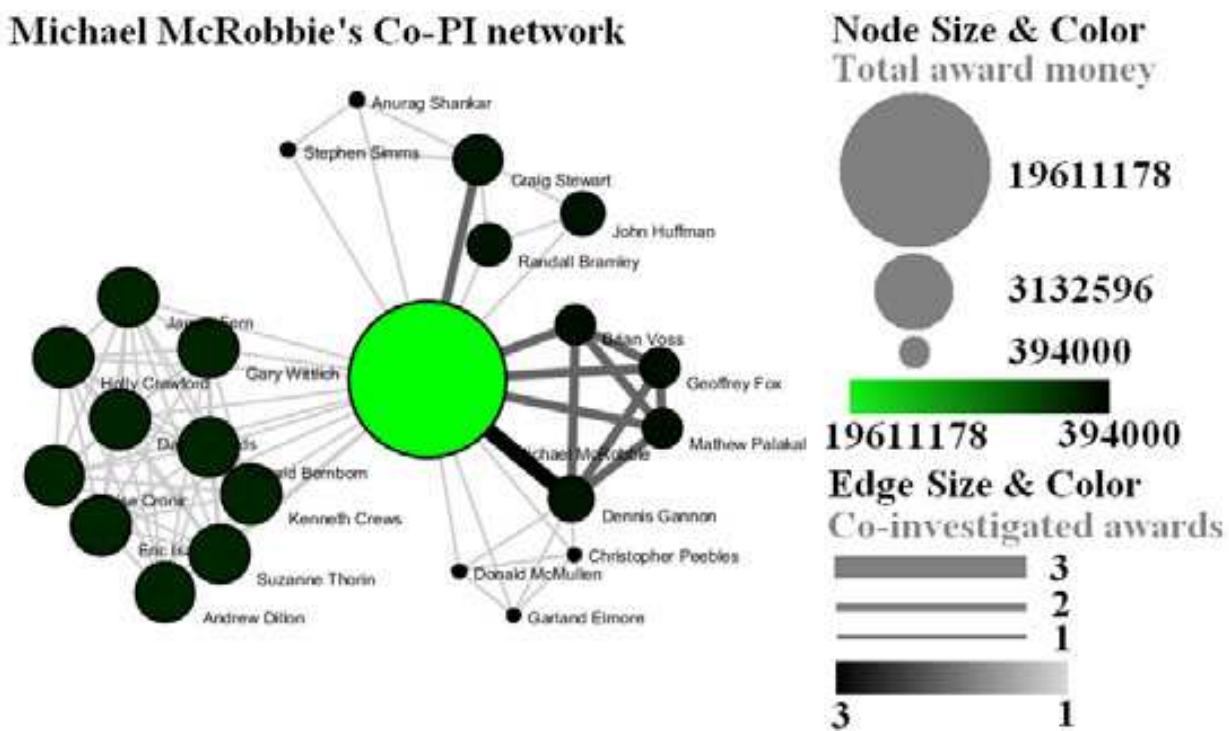 Michael McRobbie's Co-PI network
Anurag Shankar
Stephen Simms
Craig Stewart
John Huffman
Randall Bramley
Gary Wittlich
Holly Crawford
Kenneth Crews
Suzanne Thorin
Andrew Dillon
Brian Voss
Geoffrey Fox
Mathew Palakal
Michael McRobbie
Dennis Gannon
Christopher Peebles
Donald McMullen
Garland Elmore
Node Size & Color
Total award money
19611178
3132596
394000
19611178 394000
Edge Size & Color
Co-investigated awards
3
2
1
3 1